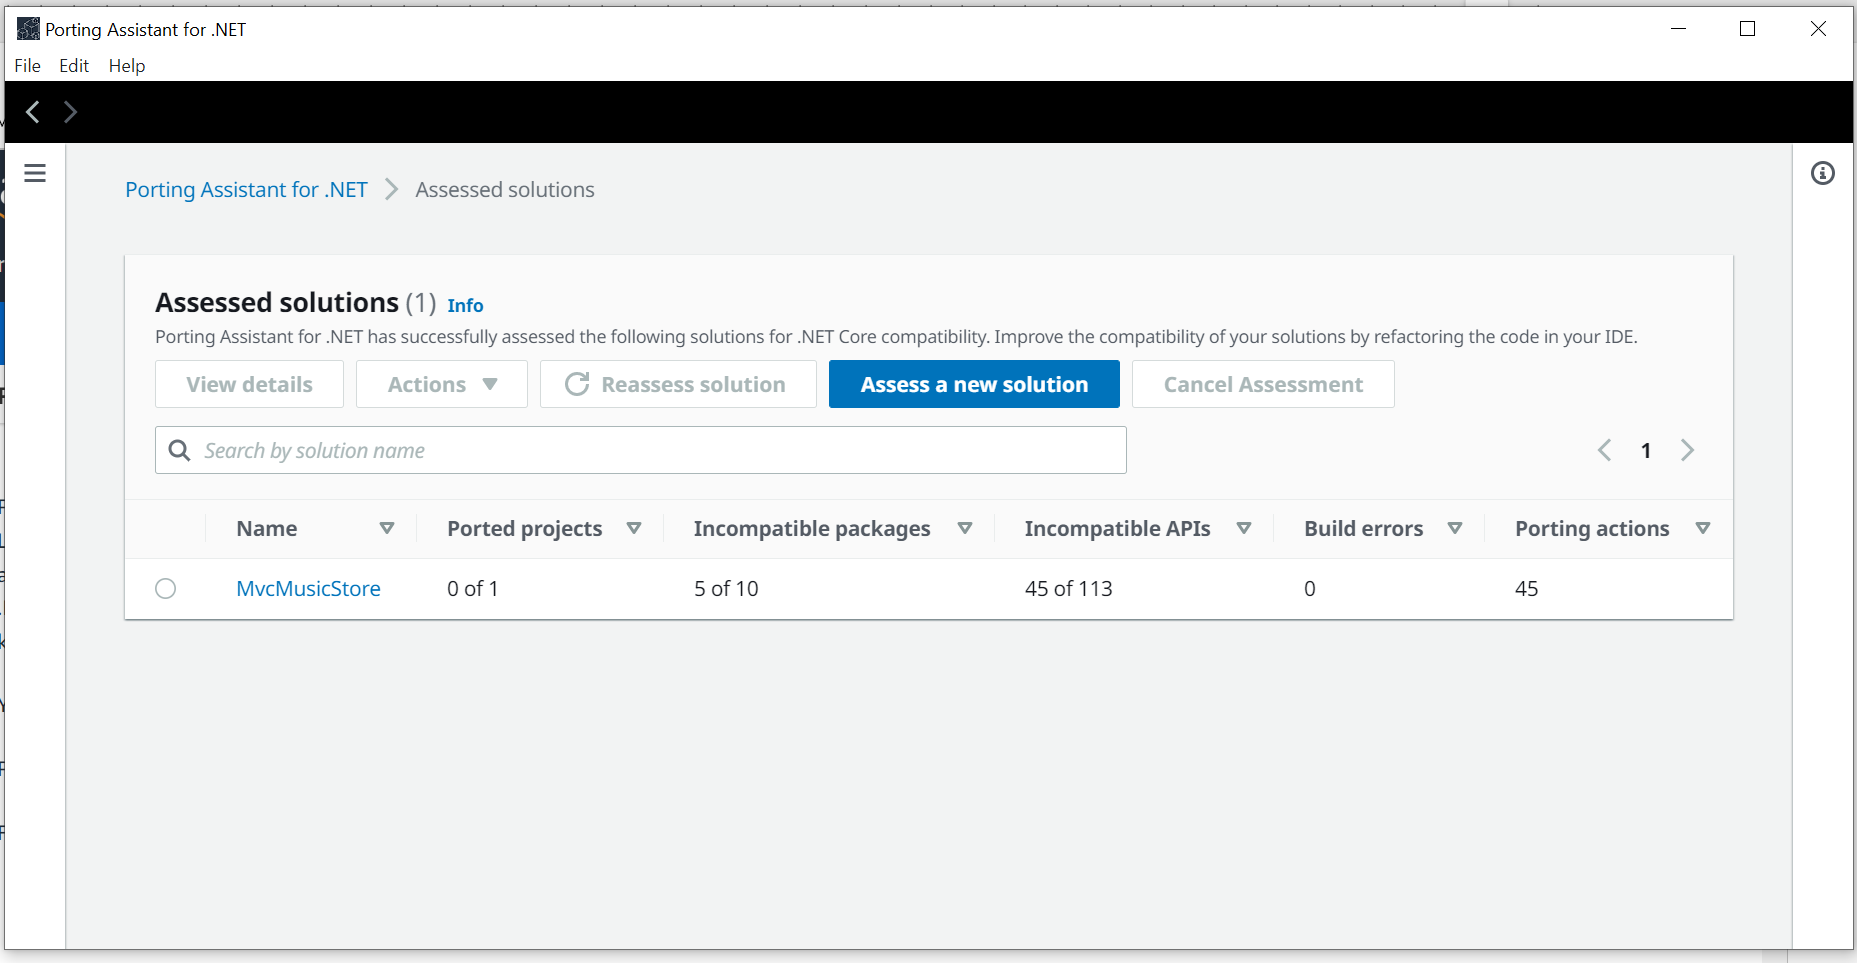 Porting Assistant for .NET
File Edit Help
Porting Assistant for .NET Assessed solutions
Assessed solutions (1) Info
Porting Assistant for .NET has successfully assessed the following solutions for .NET Core compatibility. Improve the compatibility of your solutions by refactoring the code in your IDE.
View details Actions Reassess solution Assess a new solution Cancel Assessment
Search by solution name 1
Name Ported projects Incompatible packages Incompatible APIs Build errors Porting actions
MvcMusicStore 0 of 1 5 of 10 45 of 113 0 45